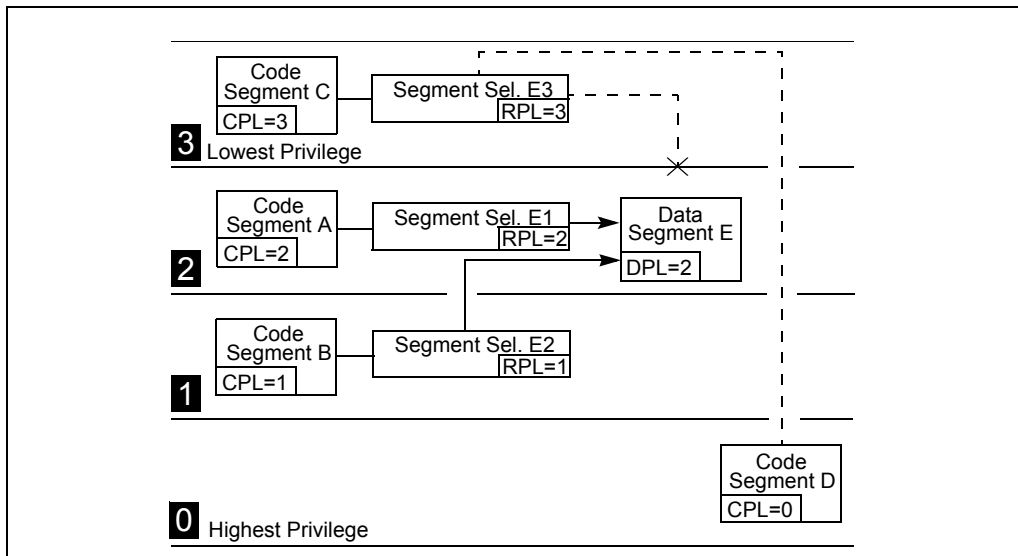 Code
Segment C
CPL=3
Segment Sel. E3
RPL=3
3
Lowest Privilege
Code
Segment A
CPL=2
Segment Sel. E1
RPL=2
Data
Segment E
DPL=2
2
Code
Segment B
CPL=1
Segment Sel. E2
RPL=1
1
Code
Segment D
CPL=0
0
Highest Privilege